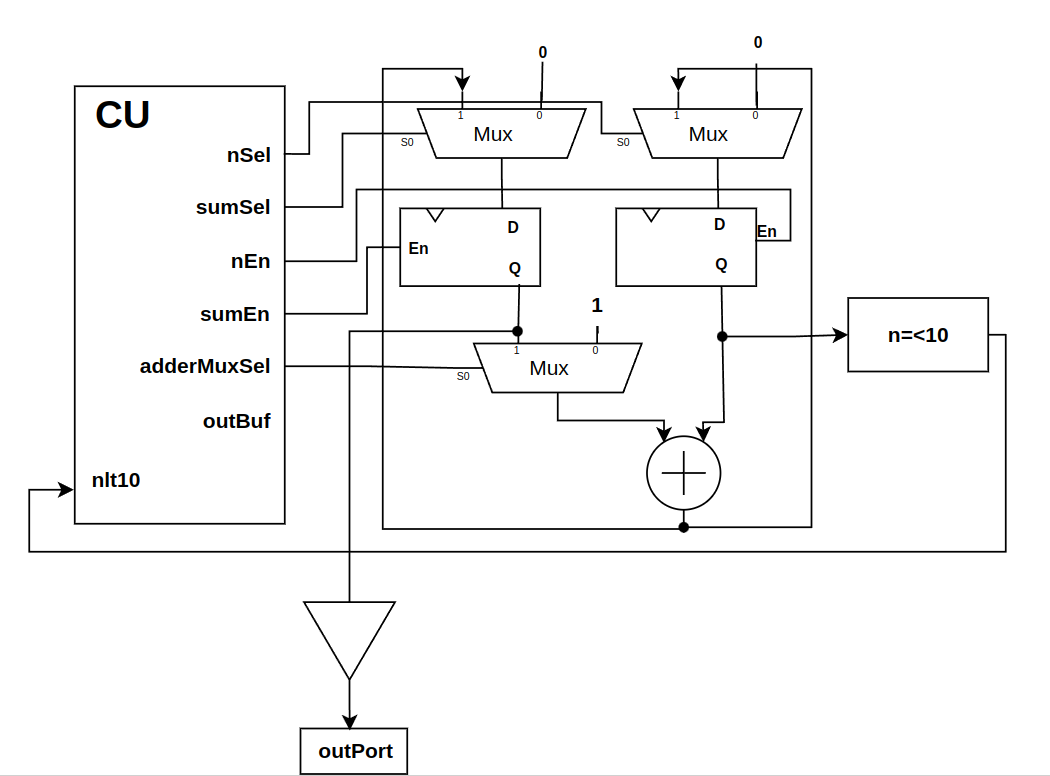 0
0
CU
1
0
1
0
Mux
Mux
S0
S0
nSel
sumSel
D
D
En
En
nEn
Q
Q
sumEn
1
n=<10
1
0
adderMuxSel
Mux
S0
outBuf
nlt10
outPort